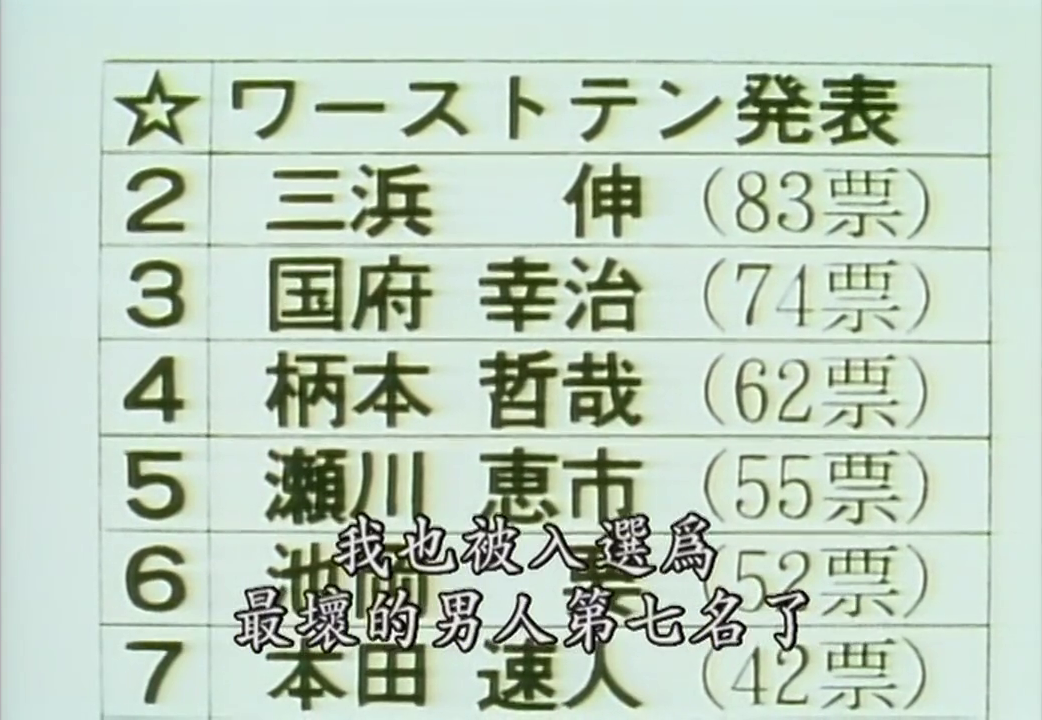 ☆ ワーストテン発表
2 三浜 伸 (83票)
3 国府 幸治 (74票)
4 柄本 哲哉 (62票)
5 瀬川 恵市 (55票)
6 (52票)
7 本田 速人 (42票)
我也被入選爲
最壞的男人第七名了